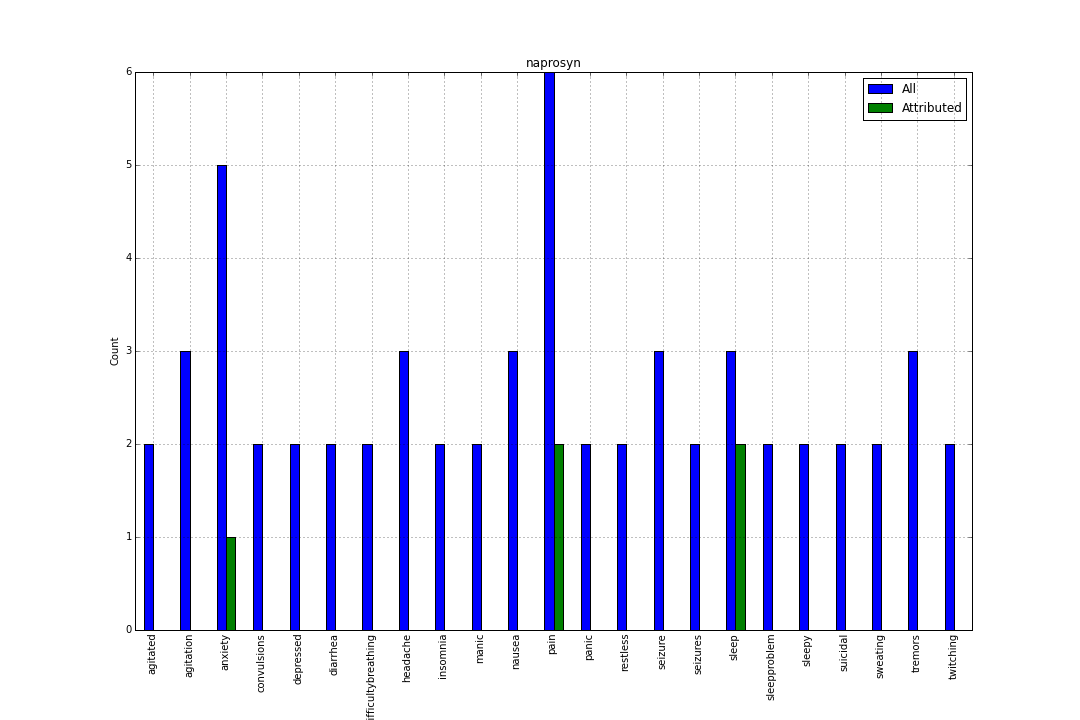 naprosyn
All
Attributed
6
5
4
3
2
1
0
Count
agitated
agitation
anxiety
convulsions
depressed
diarrhea
ifficultybreathing
headache
insomnia
manic
nausea
pain
panic
restless
seizure
seizures
sleep
sleepproblem
sleepy
suicidal
sweating
tremors
twitching